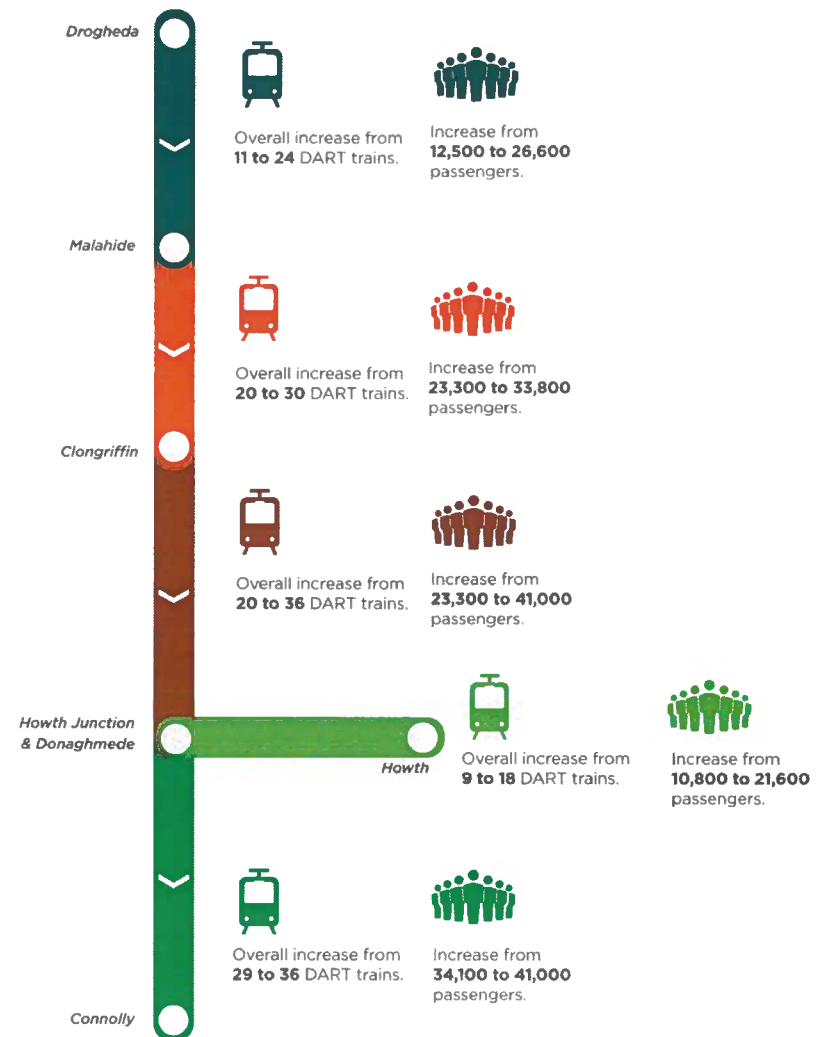 Drogheda
Overall increase from
11 to 24 DART trains.
Increase from
12,500 to 26,600
passengers.
Malahide
Overall increase from
20 to 30 DART trains.
Increase from
23,300 to 33,800
passengers.
Clongriffin
Overall increase from
20 to 36 DART trains.
Increase from
23,300 to 41,000
passengers.
Howth Junction
& Donaghmede
Howth
Overall increase from
9 to 18 DART trains.
Increase from
10,800 to 21,600
passengers.
Overall increase from
29 to 36 DART trains.
Increase from
34,100 to 41,000
passengers.
Connolly